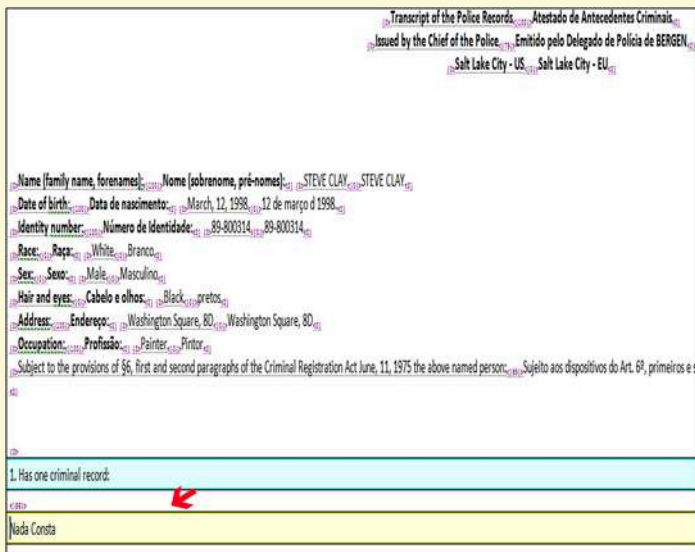 Transcript of the Police Records Atestado de Antecedentes Criminais
Issued by the Chief of the Police Emitido pelo Delegado de Polícia de BERGEN
Salt Lake City - US Salt Lake City - EU
Name (family name, forenames): Nome (sobrenome, pré-nomes): STEVE CLAY STEVE CLAY
Date of birth: Data de nascimento: March, 12, 1998 12 de março d 1998
Identity number: Número de Identidade: 89-800314 89-800314
Race: Raça: White Branco
Sex: Sexo: Male Masculino
Hair and eyes: Cabelo e olhos: Black pretos
Address: Endereço: Washington Square, 8D Washington Square, 8D
Occupation: Profissão: Painter Pintor
Subject to the provisions of §6, first and second paragraphs of the Criminal Registration Act June, 11, 1975 the above named person: Sujeito aos dispositivos do Art. 6º, primeiros e s
1. Has one criminal record:
Nada Consta